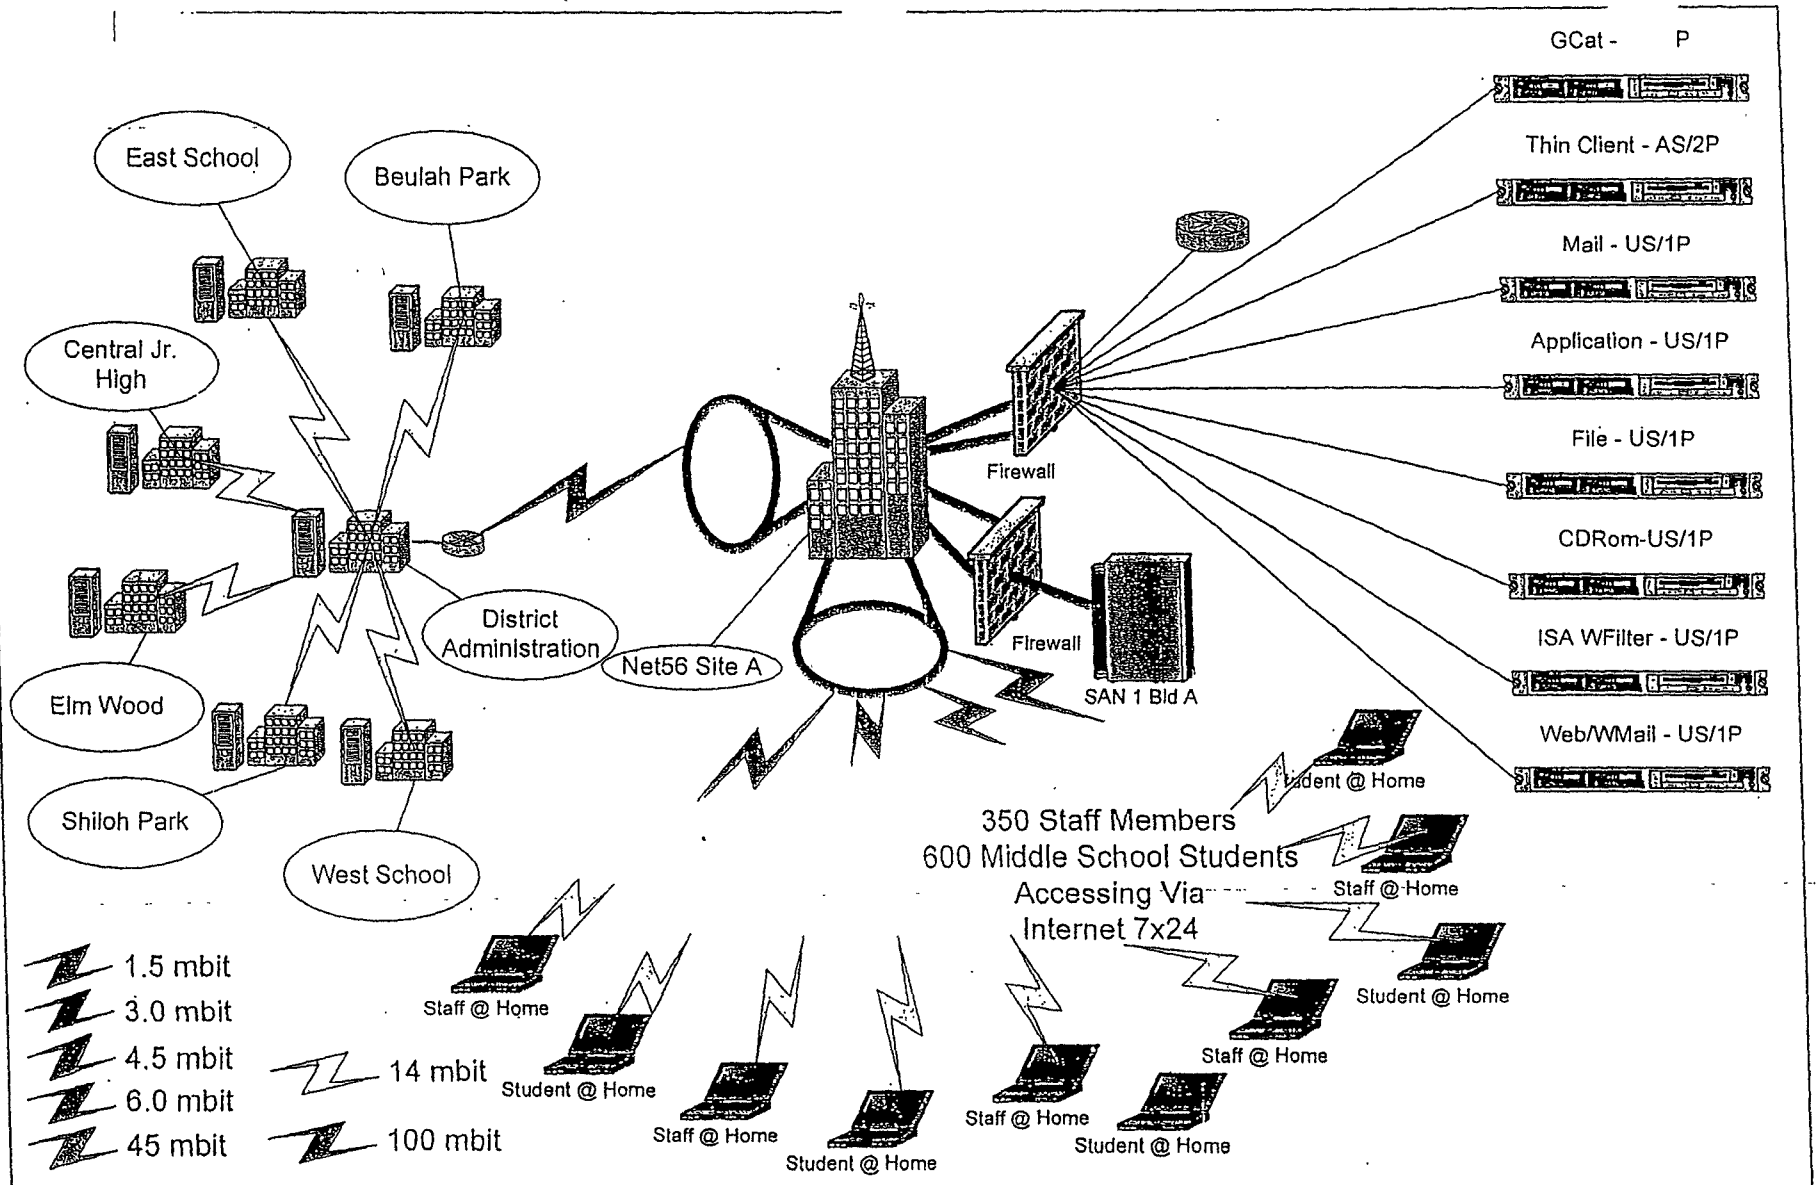 GCat - P
Thin Client - AS/2P
Mail - US/1P
Application - US/1P
File - US/1P
CDRom-US/1P
ISA WFilter - US/1P
Web/WMail - US/1P
East School
Beulah Park
Central Jr.
High
Elm Wood
Shiloh Park
West School
District
Administration
Net56 Site A
Firewall
Firewall
SAN 1 Bld A
350 Staff Members
600 Middle School Students
Accessing Via
Internet 7x24
Student @ Home
Staff @ Home
Student @ Home
Staff @ Home
Staff @ Home
Student @ Home
Staff @ Home
Student @ Home
Staff @ Home
Student @ Home
1.5 mbit
3.0 mbit
4.5 mbit
6.0 mbit
45 mbit
14 mbit
100 mbit